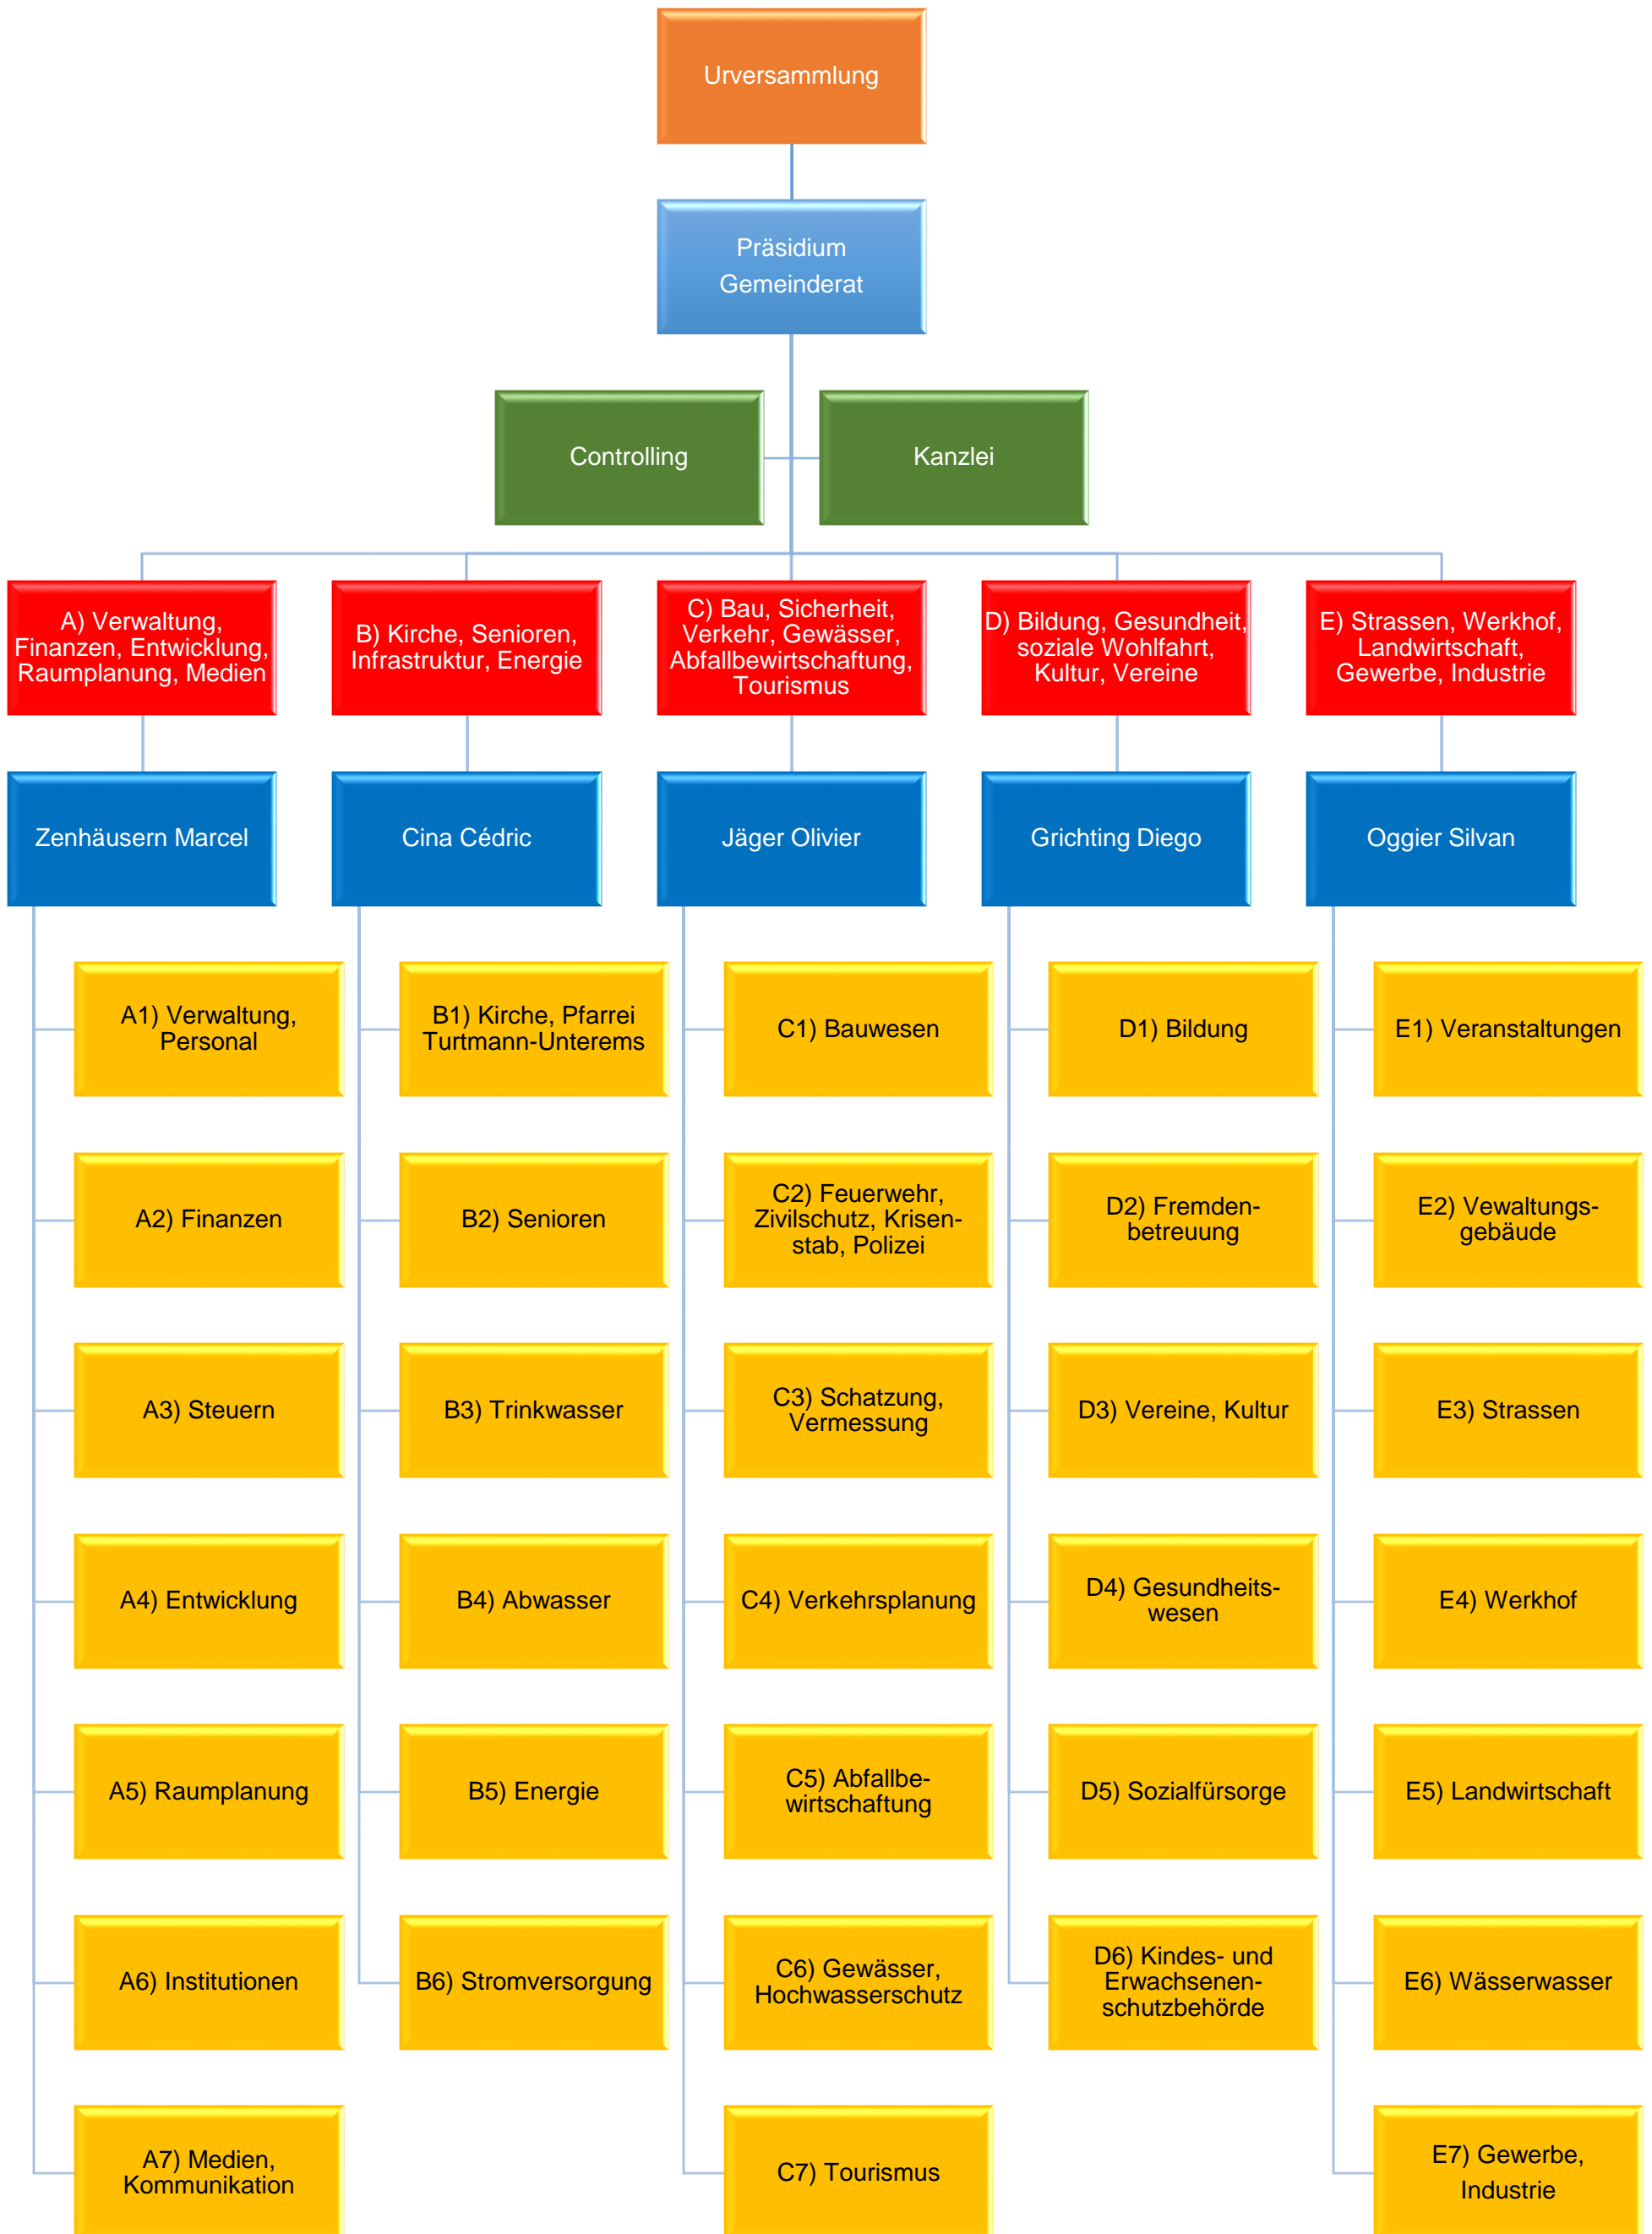 Urversammlung
Präsidium
Gemeinderat
Controlling
Kanzlei
A) Verwaltung,
Finanzen, Entwicklung,
Raumplanung, Medien
B) Kirche, Senioren,
Infrastruktur, Energie
C) Bau, Sicherheit,
Verkehr, Gewässer,
Abfallbewirtschaftung,
Tourismus
D) Bildung, Gesundheit,
soziale Wohlfahrt,
Kultur, Vereine
E) Strassen, Werkhof,
Landwirtschaft,
Gewerbe, Industrie
Zenhäusern Marcel
Cina Cédric
Jäger Olivier
Grichting Diego
Oggier Silvan
A1) Verwaltung,
Personal
B1) Kirche, Pfarrei
Turtmann-Unterems
C1) Bauwesen
D1) Bildung
E1) Veranstaltungen
A2) Finanzen
B2) Senioren
C2) Feuerwehr,
Zivilschutz, Krisen-
stab, Polizei
D2) Fremden-
betreuung
E2) Vewaltungs-
gebäude
A3) Steuern
B3) Trinkwasser
C3) Schatzung,
Vermessung
D3) Vereine, Kultur
E3) Strassen
A4) Entwicklung
B4) Abwasser
C4) Verkehrsplanung
D4) Gesundheits-
wesen
E4) Werkhof
A5) Raumplanung
B5) Energie
C5) Abfallbe-
wirtschaftung
D5) Sozialfürsorge
E5) Landwirtschaft
A6) Institutionen
B6) Stromversorgung
C6) Gewässer,
Hochwasserschutz
D6) Kindes- und
Erwachsenen-
schutzbehörde
E6) Wässerwasser
A7) Medien,
Kommunikation
C7) Tourismus
E7) Gewerbe,
Industrie